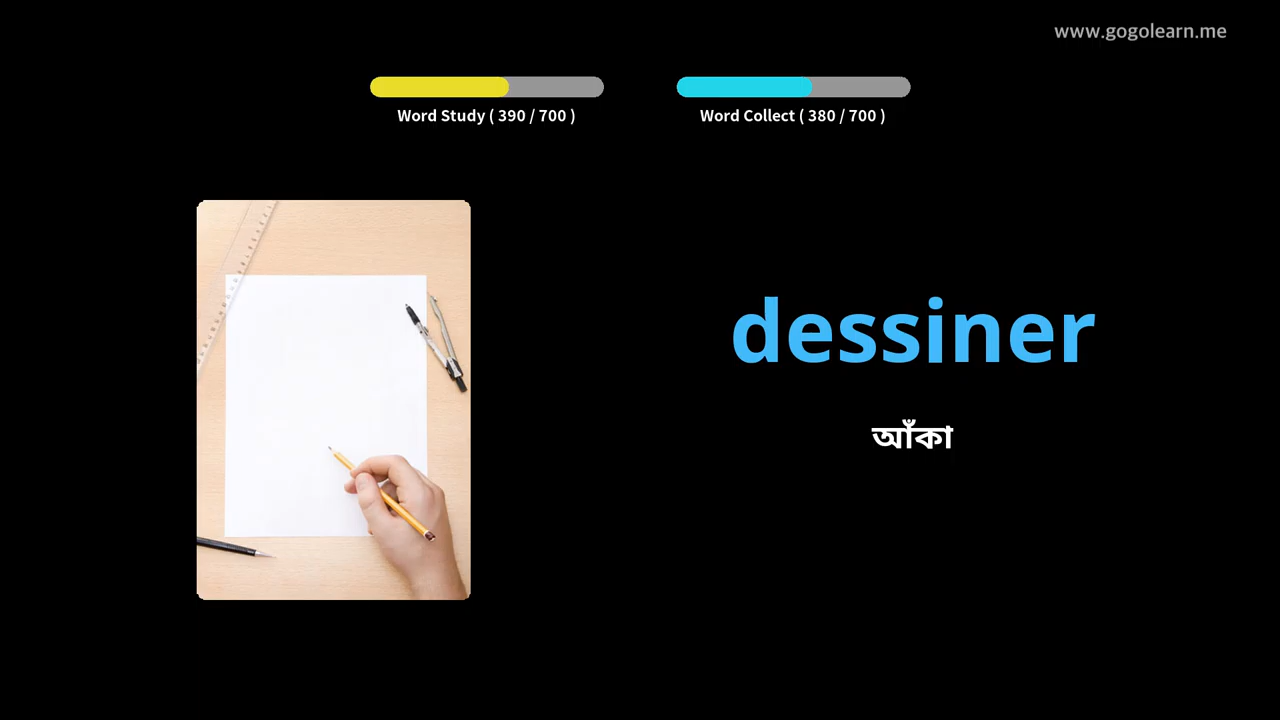 www.gogolearn.me
Word Study ( 390 / 700 )
Word Collect ( 380 / 700 )
dessiner
আঁকা